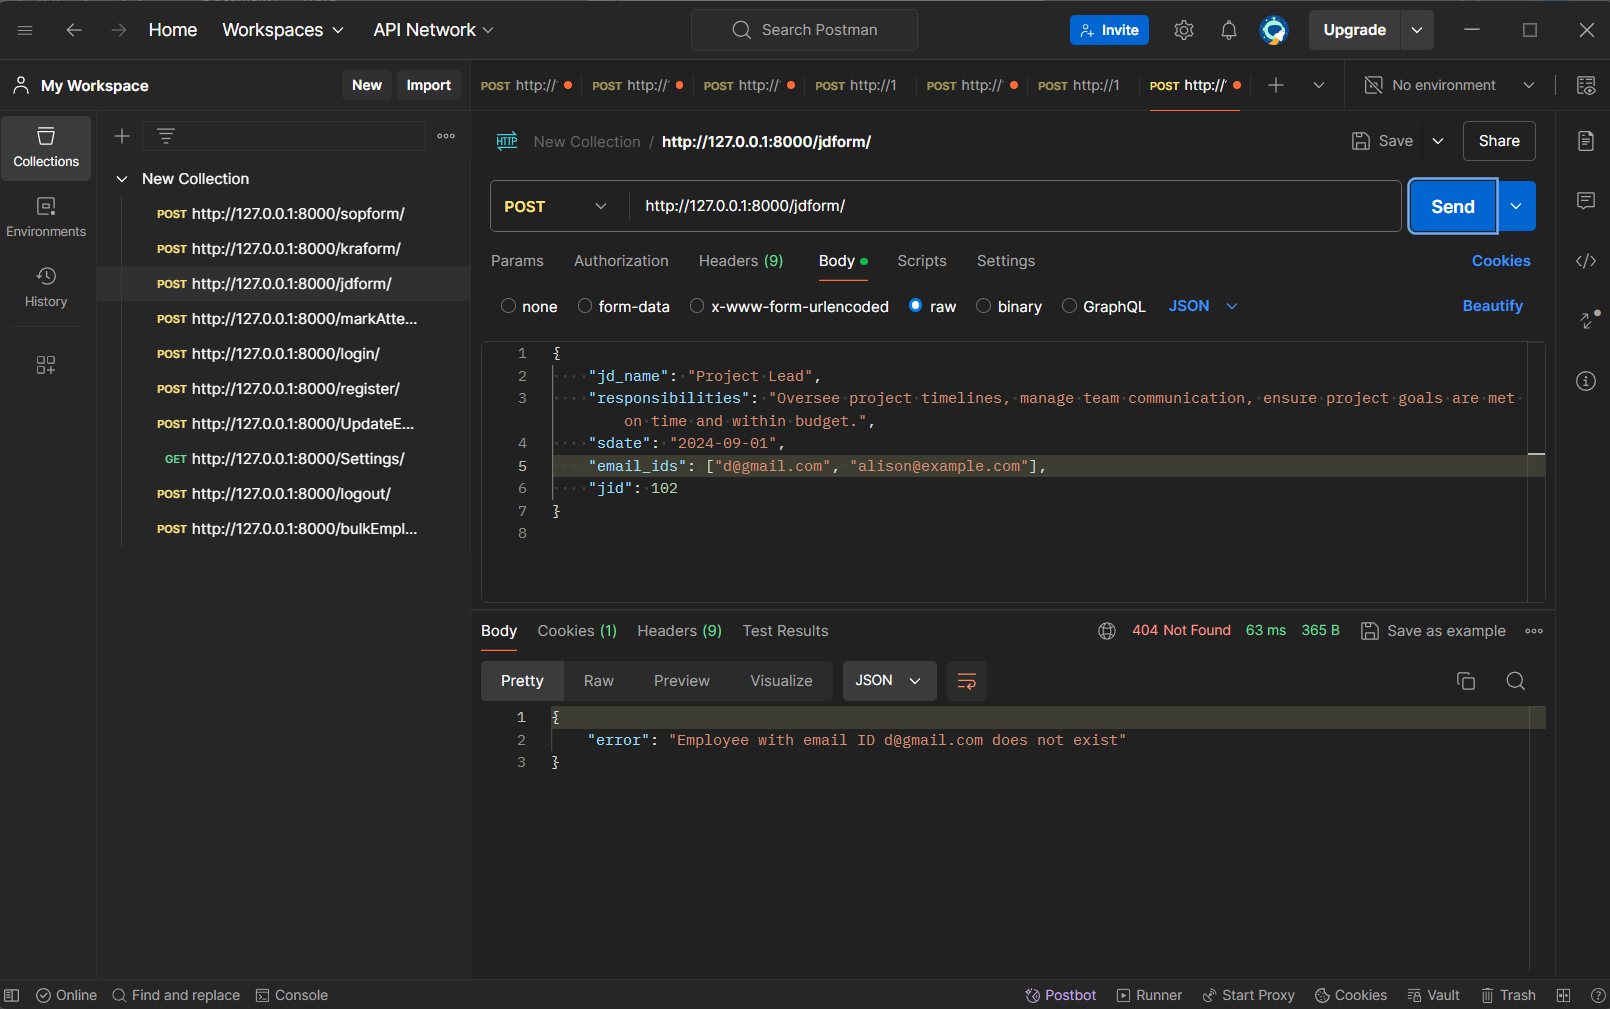 Home Workspaces API Network Search Postman Invite Upgrade
My Workspace New Import POST http://' POST http://' POST http://' POST http://1 POST http://' POST http://1 POST http://' No environment
Collections
Environments
History
New Collection
POST http://127.0.0.1:8000/sopform/
POST http://127.0.0.1:8000/kraform/
POST http://127.0.0.1:8000/jdform/
POST http://127.0.0.1:8000/markAtte...
POST http://127.0.0.1:8000/login/
POST http://127.0.0.1:8000/register/
POST http://127.0.0.1:8000/UpdateE...
GET http://127.0.0.1:8000/Settings/
POST http://127.0.0.1:8000/logout/
POST http://127.0.0.1:8000/bulkEmpl...
HTTP New Collection / http://127.0.0.1:8000/jdform/ Save Share
POST http://127.0.0.1:8000/jdform/ Send
Params Authorization Headers (9) Body Scripts Settings Cookies
none form-data x-www-form-urlencoded raw binary GraphQL JSON Beautify
1 {
2 "jd_name": "Project Lead",
3 "responsibilities": "Oversee project timelines, manage team communication, ensure project goals are met
on time and within budget.",
4 "sdate": "2024-09-01",
5 "email_ids": ["d@gmail.com", "alison@example.com"],
6 "jid": 102
7 }
8
Body Cookies (1) Headers (9) Test Results 404 Not Found 63 ms 365 B Save as example
Pretty Raw Preview Visualize JSON
1 {
2 "error": "Employee with email ID d@gmail.com does not exist"
3 }
Online Find and replace Console Postbot Runner Start Proxy Cookies Vault Trash